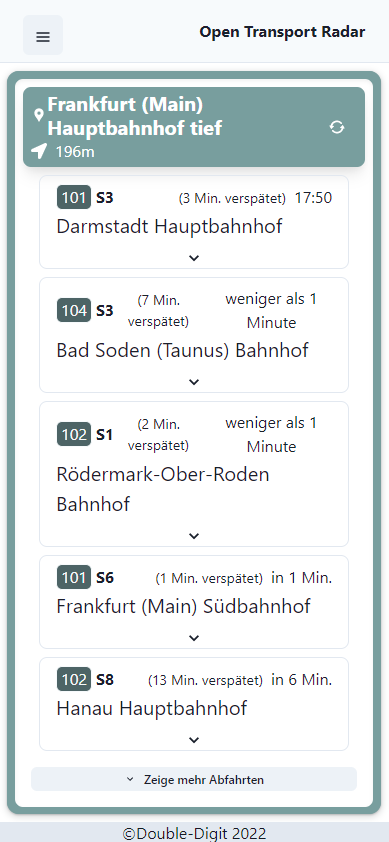 Open Transport Radar
Frankfurt (Main)
Hauptbahnhof tief
196m
101 S3 (3 Min. verspätet) 17:50
Darmstadt Hauptbahnhof
104 S3 (7 Min. verspätet) weniger als 1 Minute
Bad Soden (Taunus) Bahnhof
102 S1 (2 Min. verspätet) weniger als 1 Minute
Rödermark-Ober-Roden
Bahnhof
101 S6 (1 Min. verspätet) in 1 Min.
Frankfurt (Main) Südbahnhof
102 S8 (13 Min. verspätet) in 6 Min.
Hanau Hauptbahnhof
Zeige mehr Abfahrten
©Double-Digit 2022